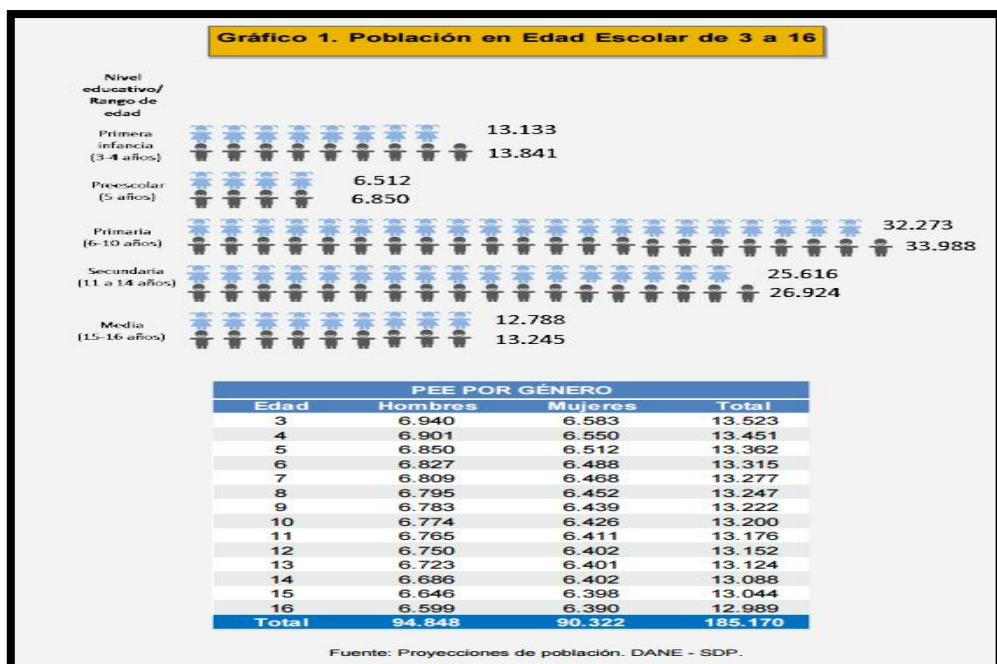 Gráfico 1. Población en Edad Escolar de 3 a 16
Nivel
educativo/
Rango de
edad
Primera
infancia
(3-4 años)
13.133
13.841
Preescolar
(5 años)
6.512
6.850
Primaria
(6-10 años)
32.273
33.988
Secundaria
(11 a 14 años)
25.616
26.924
Media
(15-16 años)
12.788
13.245
PEE POR GÉNERO
Edad Hombres Mujeres Total
3 6.940 6.583 13.523
4 6.901 6.550 13.451
5 6.850 6.512 13.362
6 6.827 6.488 13.315
7 6.809 6.468 13.277
8 6.795 6.452 13.247
9 6.783 6.439 13.222
10 6.774 6.426 13.200
11 6.765 6.411 13.176
12 6.750 6.402 13.152
13 6.723 6.401 13.124
14 6.686 6.402 13.088
15 6.646 6.398 13.044
16 6.599 6.390 12.989
Total 94.848 90.322 185.170
Fuente: Proyecciones de población. DANE - SDP.